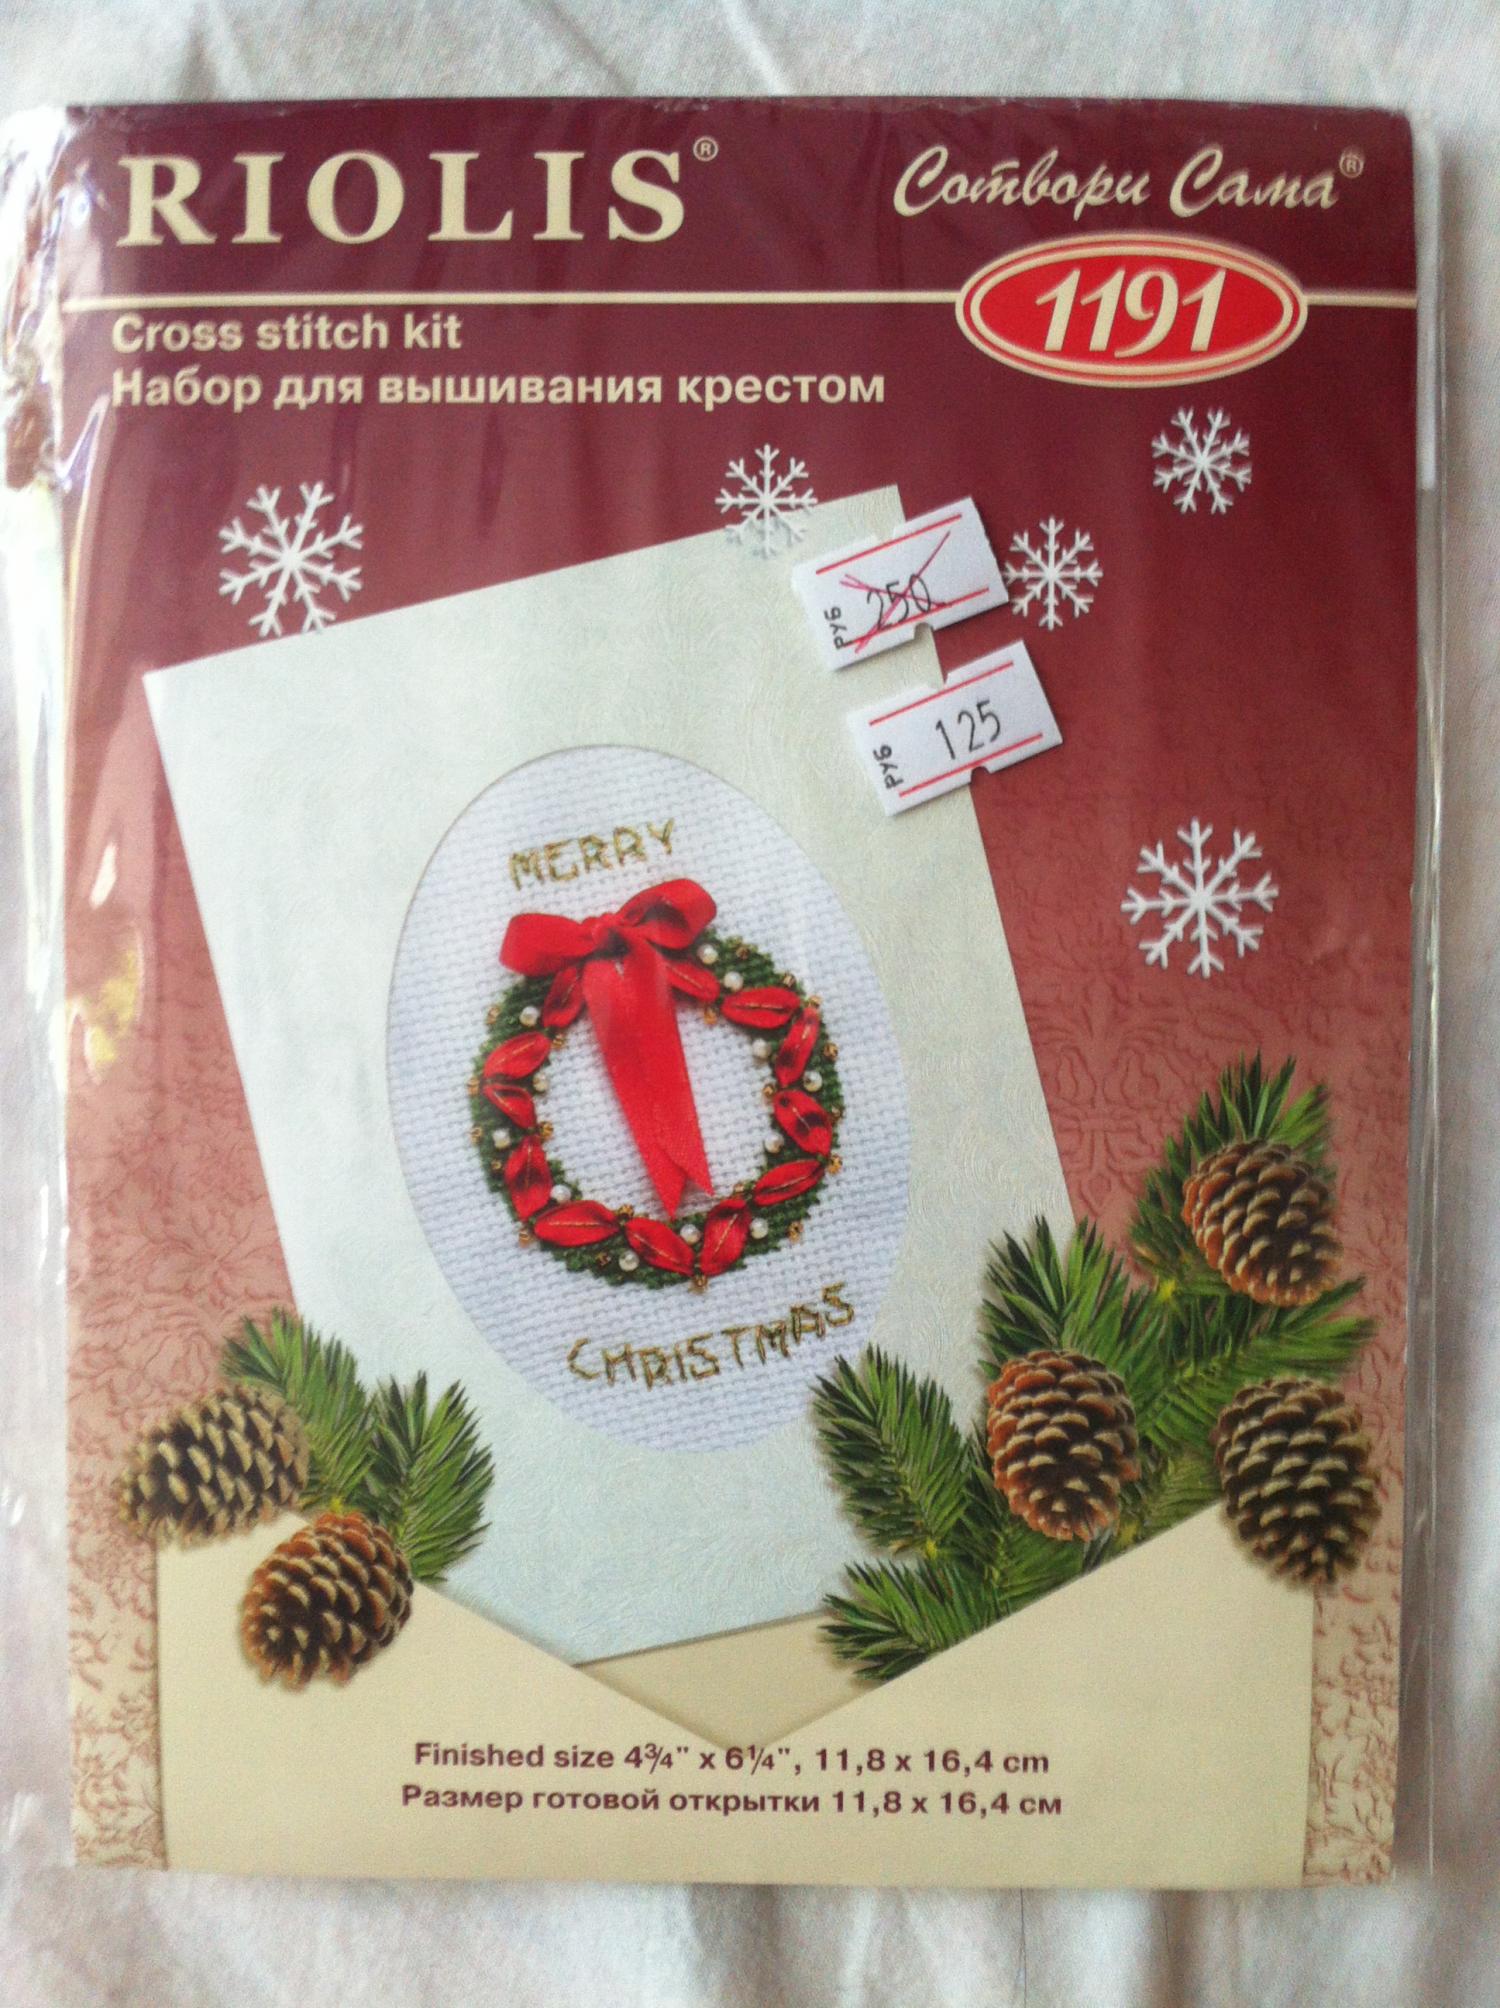 RIOLIS®
Сотвори Сама®
1191
Cross stitch kit
Набор для вышивания крестом
250
руб
125
руб
MERRY
CHRISTMAS
Finished size 4¾" x 6¼", 11,8 x 16,4 cm
Размер готовой открытки 11,8 x 16,4 см